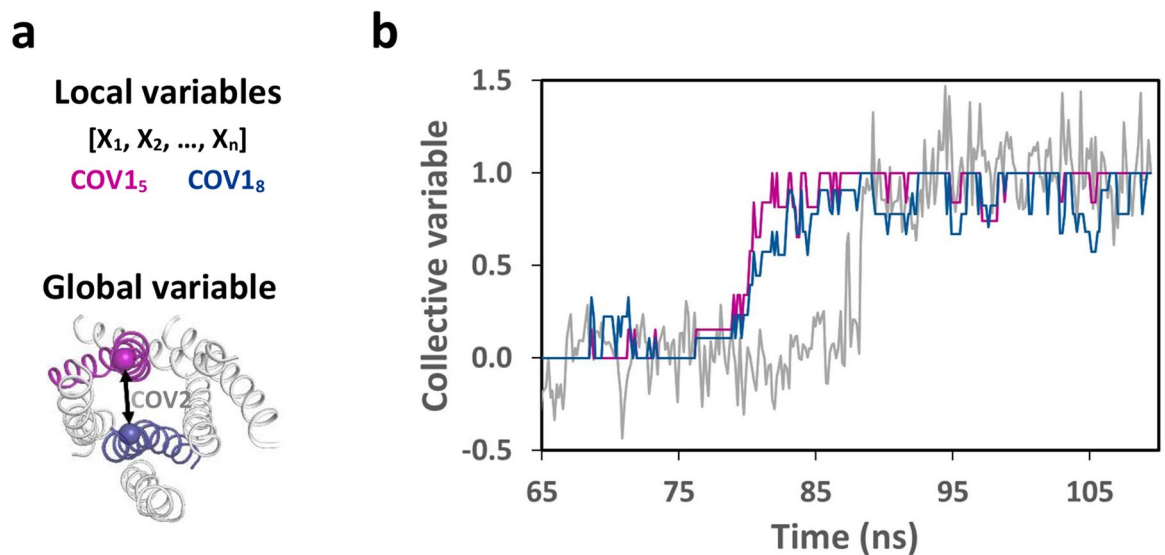 a
Local variables
[X₁, X₂, ..., Xₙ]
COV1₅ COV1₈
Global variable
COV2
b
Collective variable
1.5
1.0
0.5
0.0
-0.5
65 75 85 95 105
Time (ns)